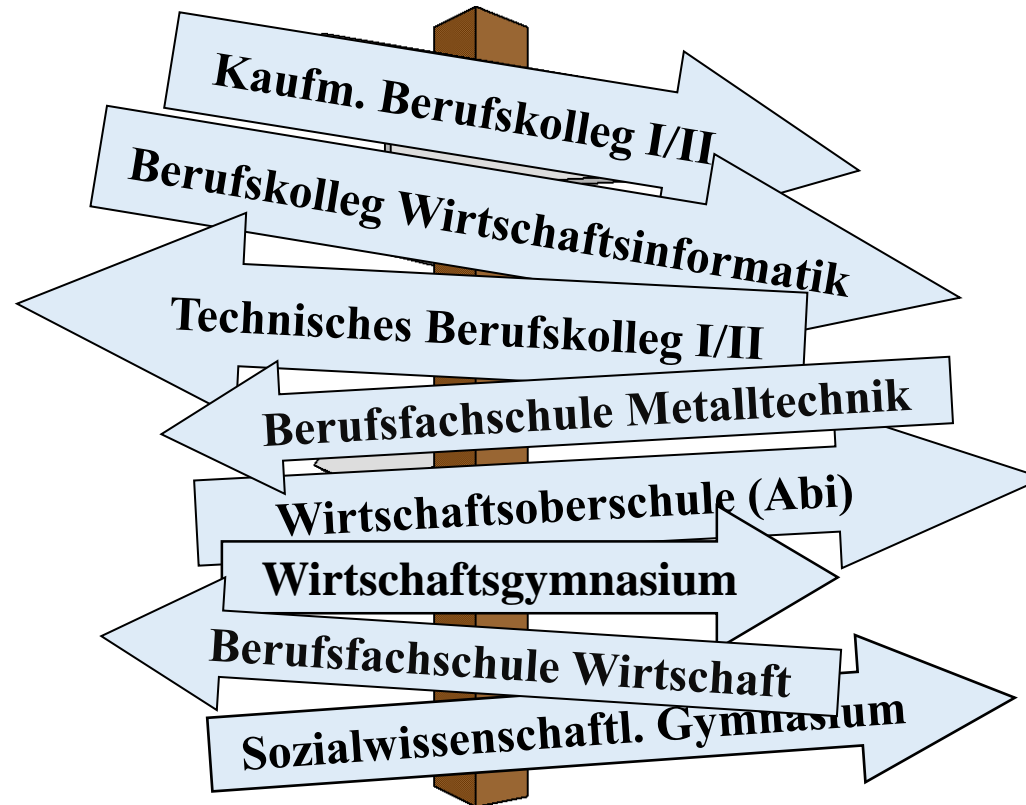 Kaufm. Berufskolleg I/II
Berufskolleg Wirtschaftsinformatik
Technisches Berufskolleg I/II
Berufsfachschule Metalltechnik
Wirtschaftsoberschule (Abi)
Wirtschaftsgymnasium
Berufsfachschule Wirtschaft
Sozialwissenschaftl. Gymnasium